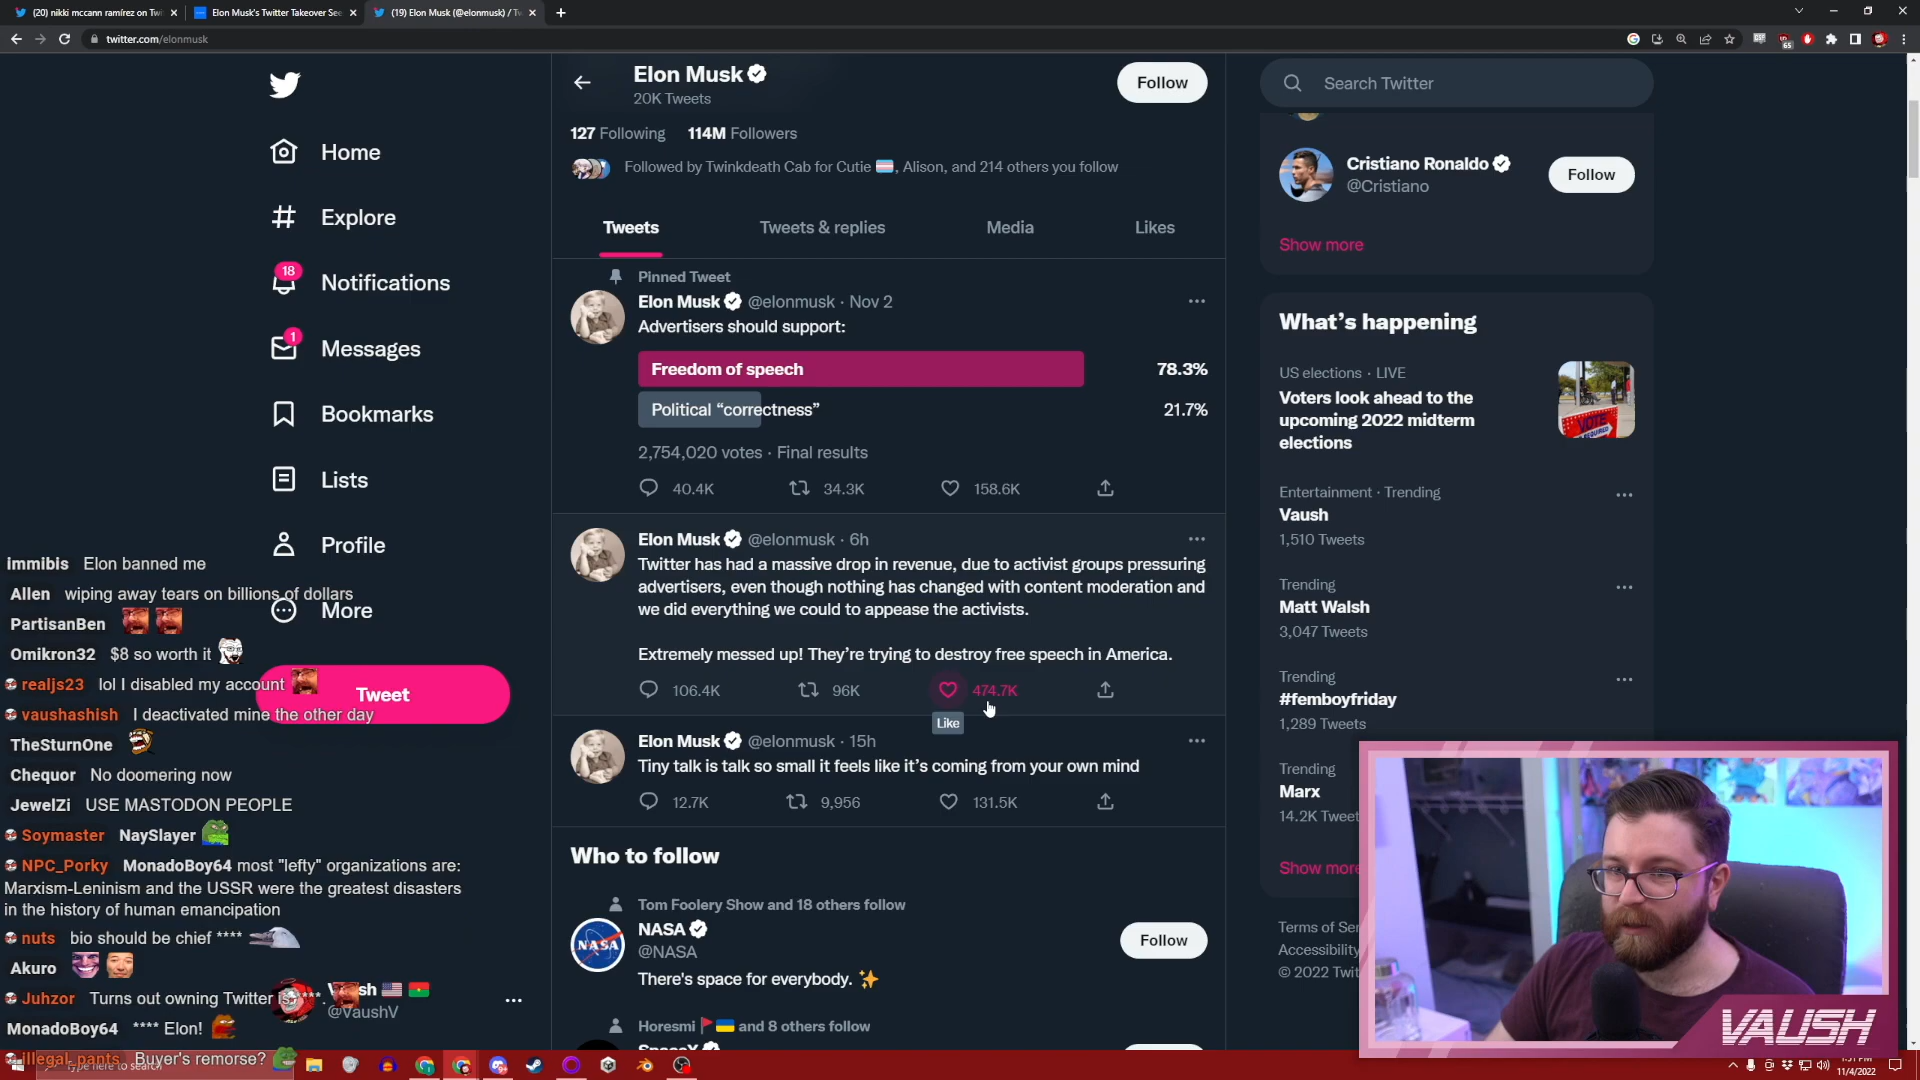 (20) nikki mccann ramírez on Twi
Elon Musk's Twitter Takeover See
(19) Elon Musk (@elonmusk) / Tw
twitter.com/elonmusk
65
Home
Explore
18
Notifications
1
Messages
Bookmarks
Lists
Profile
More
Tweet
Vaush
@VaushV
Elon Musk
20K Tweets
Follow
127 Following 114M Followers
Followed by Twinkdeath Cab for Cutie, Alison, and 214 others you follow
Tweets
Tweets & replies
Media
Likes
Pinned Tweet
Elon Musk @elonmusk · Nov 2
Advertisers should support:
Freedom of speech 78.3%
Political “correctness” 21.7%
2,754,020 votes · Final results
40.4K 34.3K 158.6K
Elon Musk @elonmusk · 6h
Twitter has had a massive drop in revenue, due to activist groups pressuring
advertisers, even though nothing has changed with content moderation and
we did everything we could to appease the activists.
Extremely messed up! They’re trying to destroy free speech in America.
106.4K 96K 474.7K
Like
Elon Musk @elonmusk · 15h
Tiny talk is talk so small it feels like it’s coming from your own mind
12.7K 9,956 131.5K
Who to follow
Tom Foolery Show and 18 others follow
NASA
NASA
@NASA
Follow
There's space for everybody.
Horesmi and 8 others follow
SpaceX
Search Twitter
Cristiano Ronaldo
@Cristiano
Follow
Show more
What’s happening
US elections · LIVE
Voters look ahead to the
upcoming 2022 midterm
elections
VOTE
Entertainment · Trending
Vaush
1,510 Tweets
Trending
Matt Walsh
3,047 Tweets
Trending
#femboyfriday
1,289 Tweets
Trending
Marx
14.2K Tweet
Show more
Terms of Ser
Accessibility
© 2022 Twit
VAUSH
immibis Elon banned me
Allen wiping away tears on billions of dollars
PartisanBen
Omikron32 $8 so worth it
realjs23 lol I disabled my account
vaushashish I deactivated mine the other day
TheSturnOne
Chequor No doomering now
JewelZi USE MASTODON PEOPLE
Soymaster NaySlayer
NPC_Porky MonadoBoy64 most "lefty" organizations are:
Marxism-Leninism and the USSR were the greatest disasters
in the history of human emancipation
nuts bio should be chief ****
Akuro
Juhzor Turns out owning Twitter is ****.
MonadoBoy64 **** Elon!
illegal_pants Buyer's remorse?
Type here to search
1:51 PM
11/4/2022